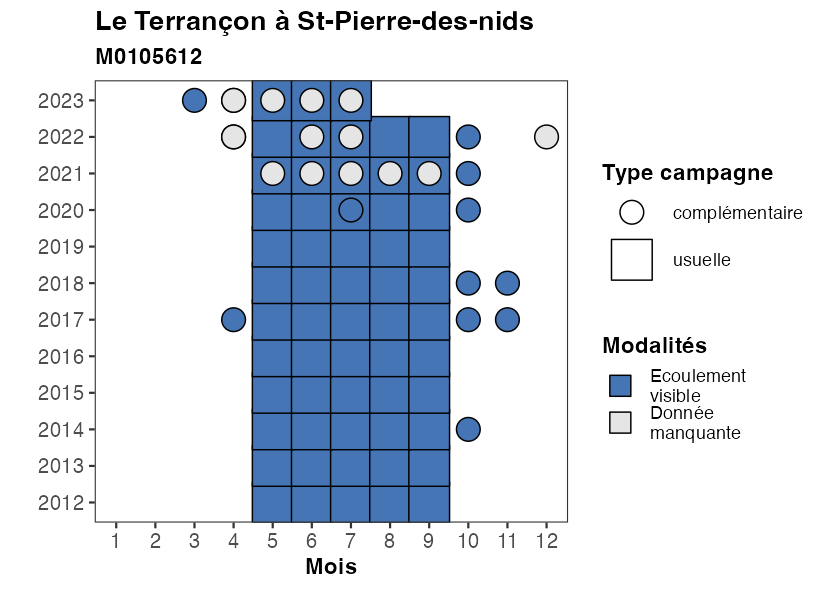 Le Terrançon à St-Pierre-des-nids
M0105612
2023
2022
2021
2020
2019
2018
2017
2016
2015
2014
2013
2012
1 2 3 4 5 6 7 8 9 10 11 12
Mois
Type campagne
complémentaire
usuelle
Modalités
Ecoulement
visible
Donnée
manquante